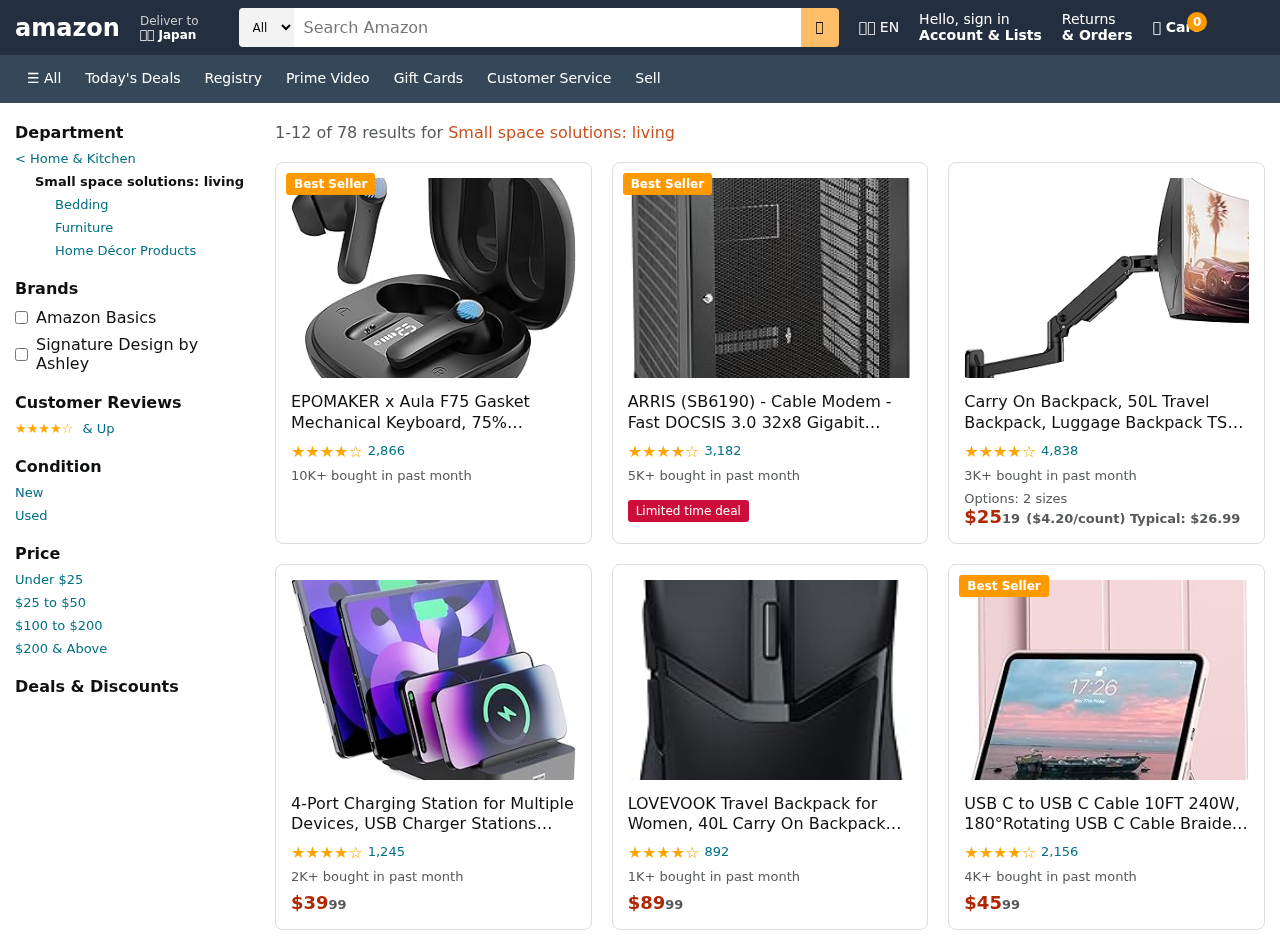 amazon
Deliver to
Japan
All
Search Amazon
EN
Hello, sign in
Account & Lists
Returns
& Orders
0
☰ All
Today's Deals
Registry
Prime Video
Gift Cards
Customer Service
Sell
Department
< Home & Kitchen
Small space solutions: living
Bedding
Furniture
Home Décor Products
Brands
Amazon Basics
Signature Design by
Ashley
Customer Reviews
★★★★☆ & Up
Condition
New
Used
Price
Under $25
$25 to $50
$100 to $200
$200 & Above
Deals & Discounts
1-12 of 78 results for Small space solutions: living
Best Seller
EPOMAKER x Aula F75 Gasket
Mechanical Keyboard, 75%…
★★★★☆ 2,866
10K+ bought in past month
Best Seller
ARRIS (SB6190) - Cable Modem -
Fast DOCSIS 3.0 32x8 Gigabit…
★★★★☆ 3,182
5K+ bought in past month
Limited time deal
Carry On Backpack, 50L Travel
Backpack, Luggage Backpack TS…
★★★★☆ 4,838
3K+ bought in past month
Options: 2 sizes
$25 19 ($4.20/count) Typical: $26.99
4-Port Charging Station for Multiple
Devices, USB Charger Stations…
★★★★☆ 1,245
2K+ bought in past month
$39 99
LOVEVOOK Travel Backpack for
Women, 40L Carry On Backpack…
★★★★☆ 892
1K+ bought in past month
$89 99
Best Seller
17:26
USB C to USB C Cable 10FT 240W,
180°Rotating USB C Cable Braide…
★★★★☆ 2,156
4K+ bought in past month
$45 99